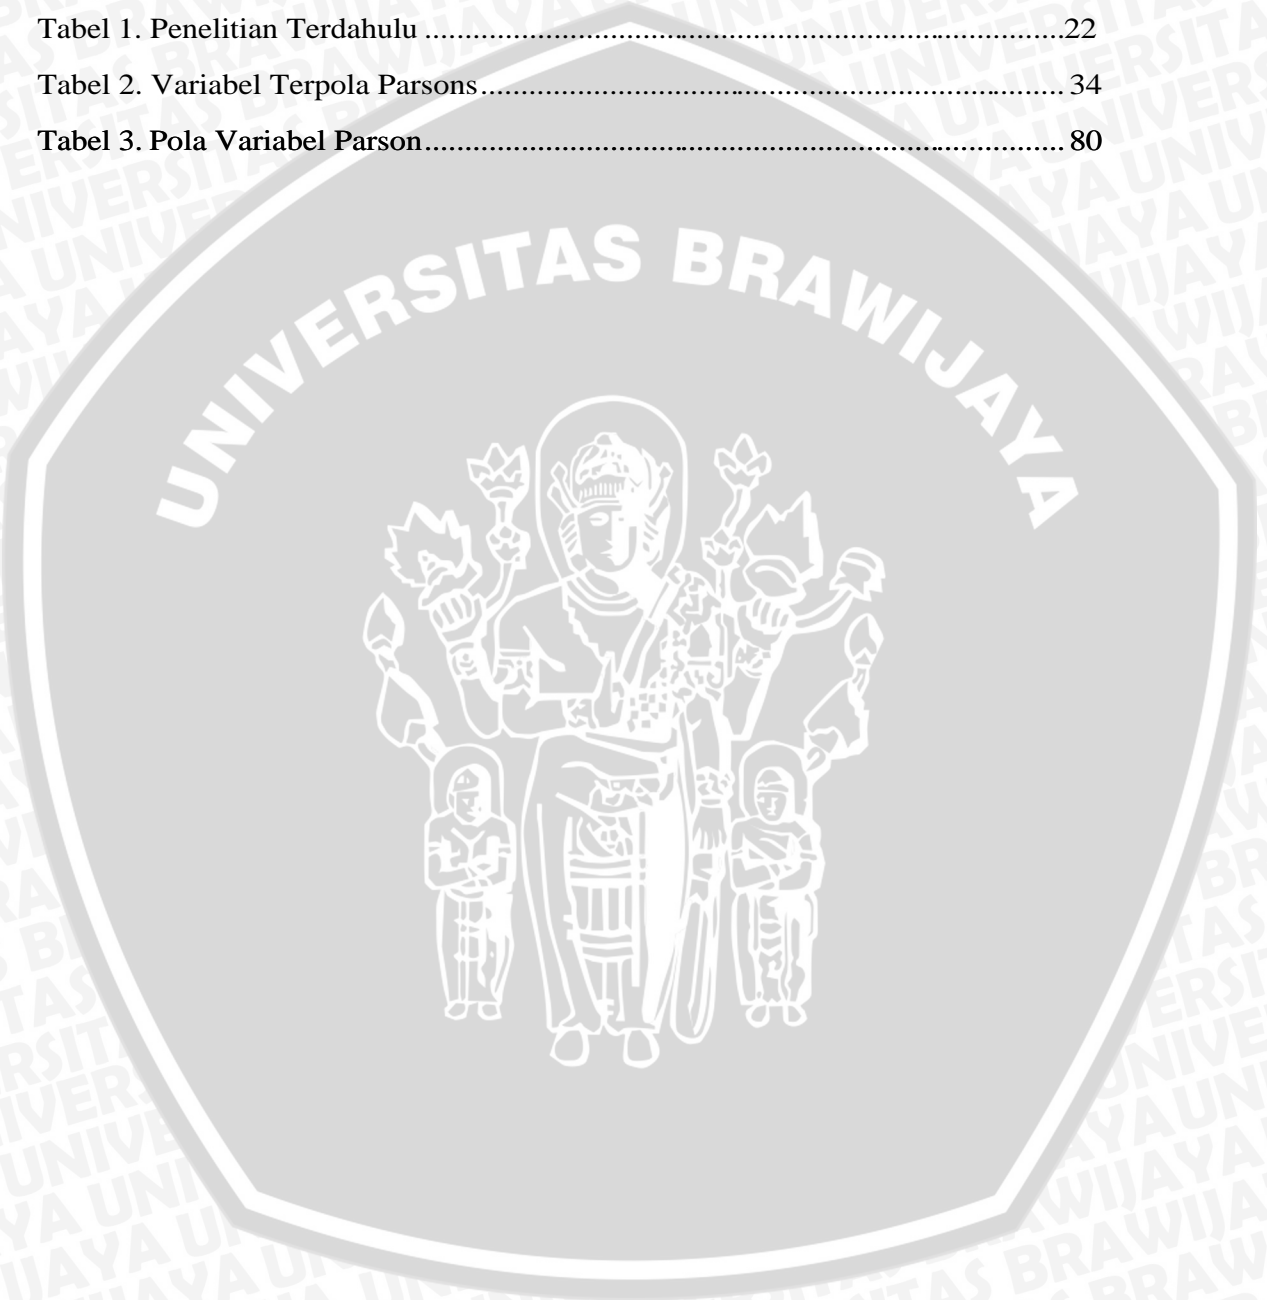 Tabel 1. Penelitian Terdahulu ................................................................................22
Tabel 2. Variabel Terpola Parsons......................................................................... 34
Tabel 3. Pola Variabel Parson................................................................................ 80
UNIVERSITAS BRAWIJAYA